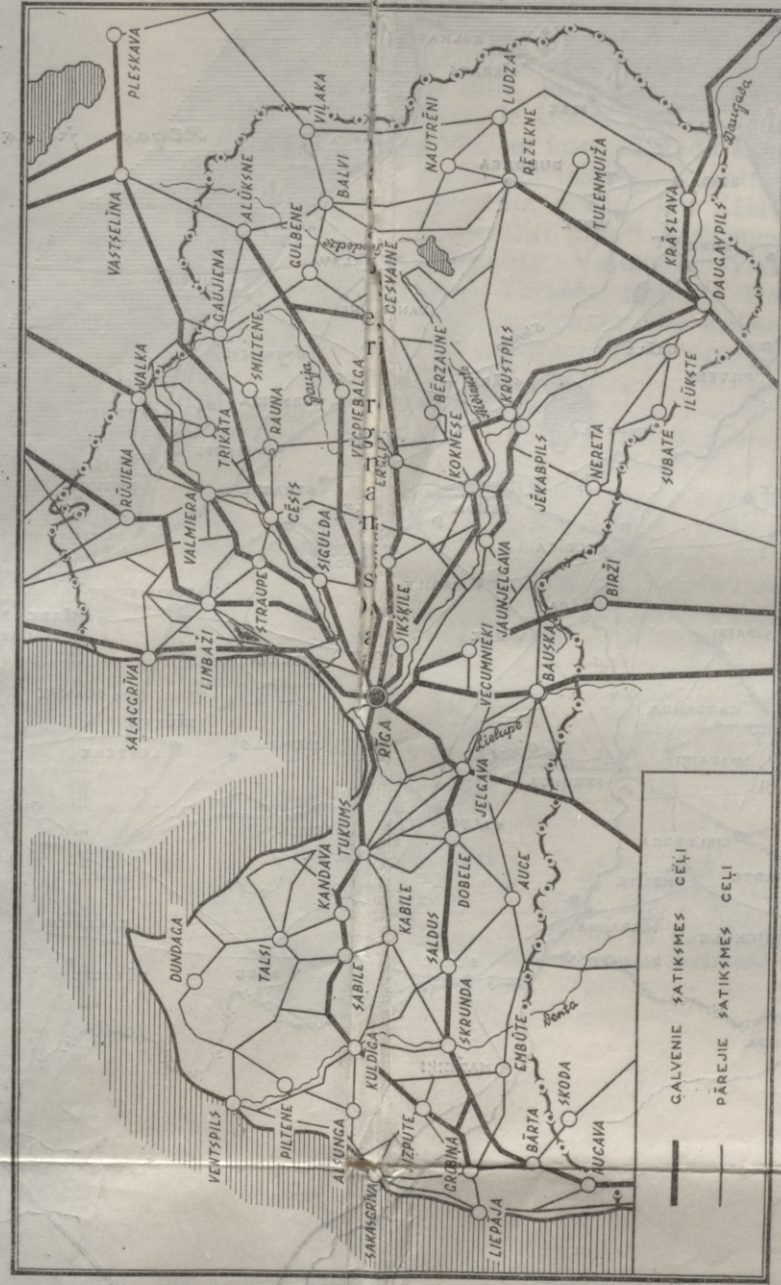 PLESKAVA
VASTSELĪNA
VIĻAKA
ALŪKSNE
BALVI
GULBENE
GAUJIENA
VALKA
SMILTENE
RAUNA
TRIKĀTA
RŪJIENA
VALMIERA
CĒSIS
STRAUPE
SIGULDA
LIMBAŽI
SALACGRĪVA
Gauja
VECPIEBALGA
CESVAINE
ĒRGĻI
NAUTRĒNI
LUDZA
RĒZEKNE
TULENMUIŽA
KRĀSLAVA
DAUGAVPILS
Daugava
BĒRZAUNE
KRUSTPILS
KOKNESE
JĒKABPILS
ILŪKSTE
SUBATE
NERETA
JAUNJELGAVA
IKŠĶILE
RĪGA
VECUMNIEKI
BAUSKA
BIRŽI
Lielupe
JELGAVA
TUKUMS
KANDAVA
DUNDAGA
TALSI
SABILE
KABILE
SALDUS
DOBELE
AUCE
VENTSPILS
PILTENE
KULDĪGA
SKRUNDA
EMBŪTE
Venta
ALSUNGA
AIZPUTE
SAKASGRĪVA
GROBIŅA
LIEPĀJA
BĀRTA
SKODA
RUCAVA
GALVENIE SATIKSMES CEĻI
PĀREJIE SATIKSMES CEĻI